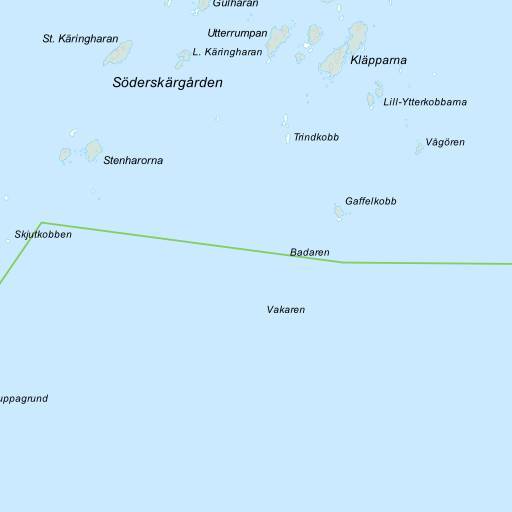 Gulharan
Utterrumpan
St. Käringharan
L. Käringharan
Kläpparna
Söderskärgården
Lill-Ytterkobbarna
Trindkobb
Vågören
Stenharorna
Gaffelkobb
Skjutkobben
Badaren
Vakaren
uppagrund